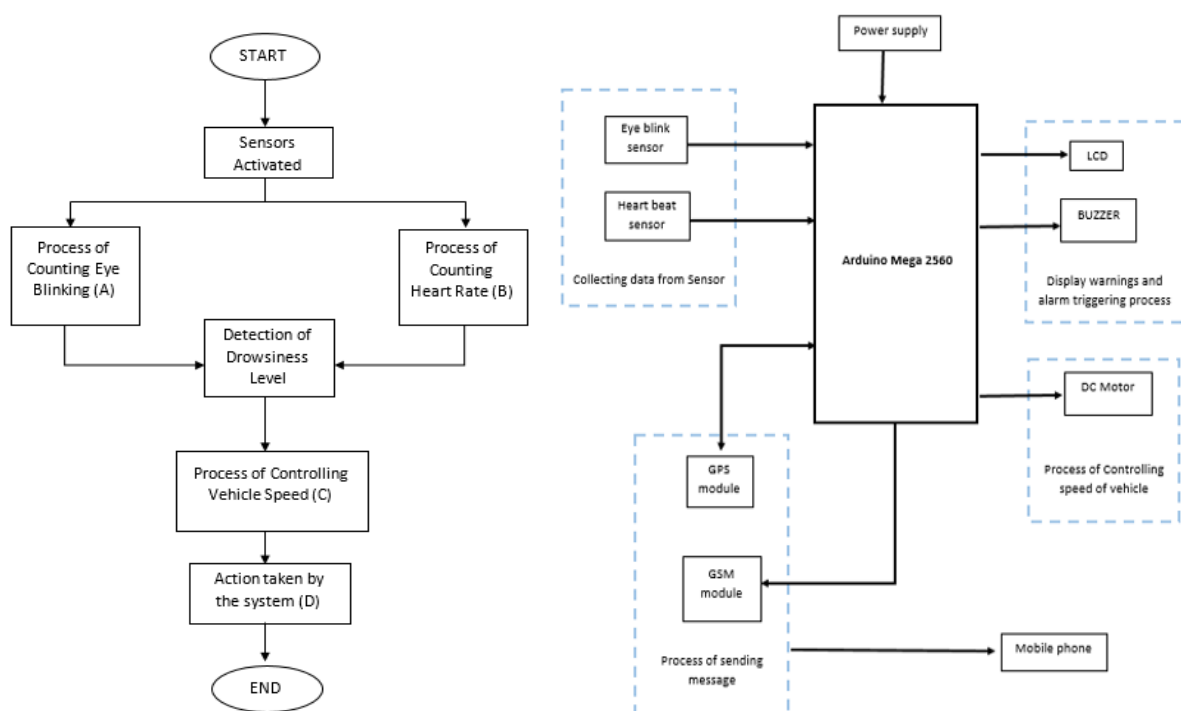 START
Sensors
Activated
Process of
Counting Eye
Blinking (A)
Process of
Counting
Heart Rate (B)
Detection of
Drowsiness
Level
Process of Controlling
Vehicle Speed (C)
Action taken by
the system (D)
END
Power supply
Eye blink
sensor
Heart beat
sensor
Collecting data from Sensor
Arduino Mega 2560
LCD
BUZZER
Display warnings and
alarm triggering process
DC Motor
Process of Controlling
speed of vehicle
GPS
module
GSM
module
Process of sending
message
Mobile phone